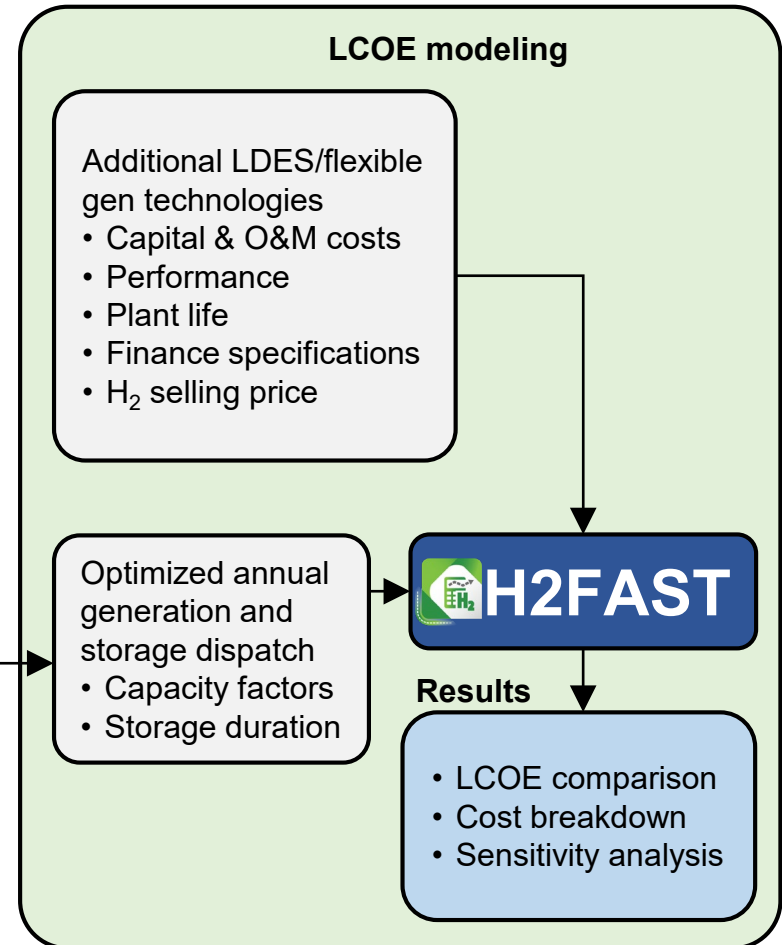 LCOE modeling
Additional LDES/flexible
gen technologies
• Capital & O&M costs
• Performance
• Plant life
• Finance specifications
• H₂ selling price
Optimized annual
generation and
storage dispatch
• Capacity factors
• Storage duration
H₂
H2FAST
Results
• LCOE comparison
• Cost breakdown
• Sensitivity analysis